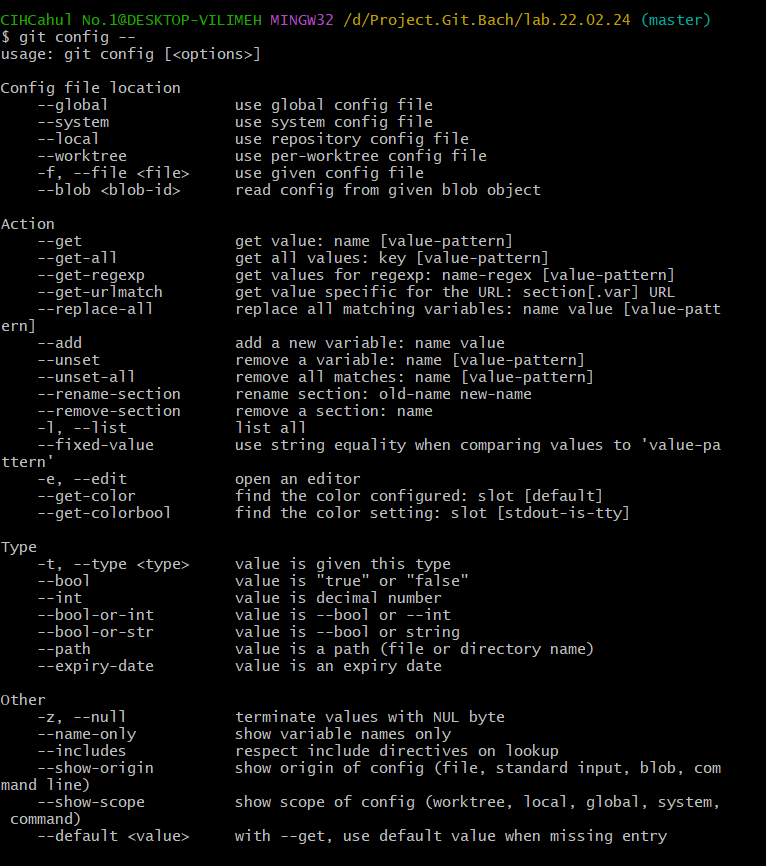 CIHCahul No.1@DESKTOP-VILIMEH MINGW32 /d/Project.Git.Bach/lab.22.02.24 (master)
$ git config --
usage: git config [<options>]

Config file location
    --global              use global config file
    --system              use system config file
    --local               use repository config file
    --worktree            use per-worktree config file
    -f, --file <file>     use given config file
    --blob <blob-id>      read config from given blob object

Action
    --get                 get value: name [value-pattern]
    --get-all             get all values: key [value-pattern]
    --get-regexp          get values for regexp: name-regex [value-pattern]
    --get-urlmatch        get value specific for the URL: section[.var] URL
    --replace-all         replace all matching variables: name value [value-patt
ern]
    --add                 add a new variable: name value
    --unset               remove a variable: name [value-pattern]
    --unset-all           remove all matches: name [value-pattern]
    --rename-section      rename section: old-name new-name
    --remove-section      remove a section: name
    -l, --list            list all
    --fixed-value         use string equality when comparing values to 'value-pa
ttern'
    -e, --edit            open an editor
    --get-color           find the color configured: slot [default]
    --get-colorbool       find the color setting: slot [stdout-is-tty]

Type
    -t, --type <type>     value is given this type
    --bool                value is "true" or "false"
    --int                 value is decimal number
    --bool-or-int         value is --bool or --int
    --bool-or-str         value is --bool or string
    --path                value is a path (file or directory name)
    --expiry-date         value is an expiry date

Other
    -z, --null            terminate values with NUL byte
    --name-only           show variable names only
    --includes            respect include directives on lookup
    --show-origin         show origin of config (file, standard input, blob, com
mand line)
    --show-scope          show scope of config (worktree, local, global, system,
 command)
    --default <value>     with --get, use default value when missing entry